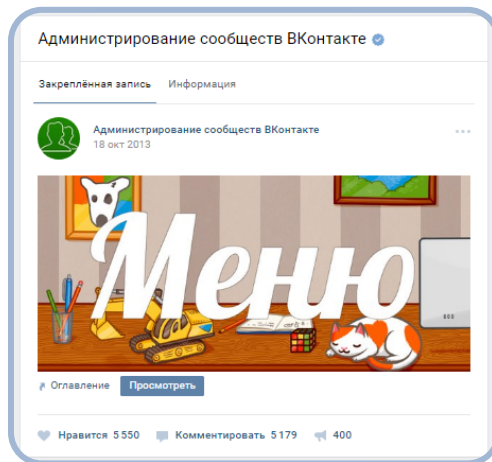 Администрирование сообществ ВКонтакте
Закреплённая запись Информация
Администрирование сообществ ВКонтакте
18 окт 2013
Меню
Оглавление Просмотреть
Нравится 5 550 Комментировать 5 179 400